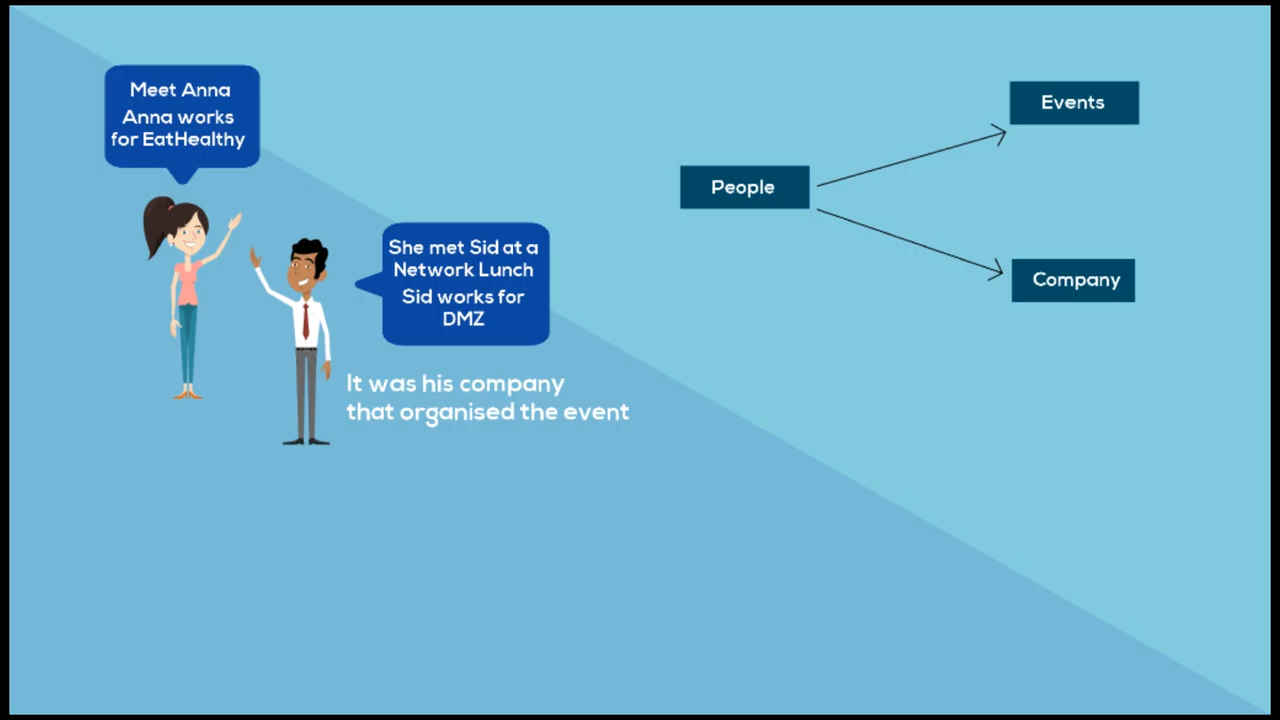 Meet Anna
Anna works
for EatHealthy
She met Sid at a
Network Lunch
Sid works for
DMZ
It was his company
that organised the event
Events
People
Company